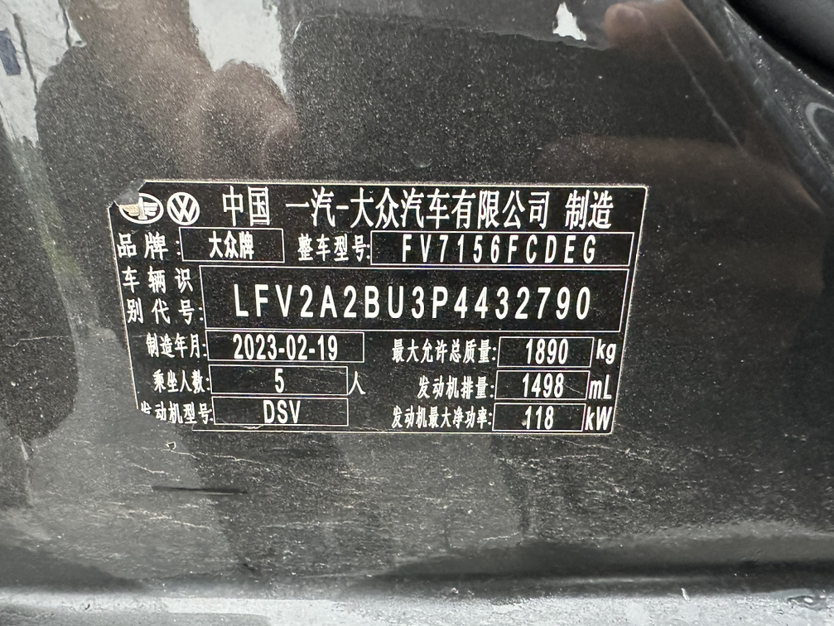 中国 一汽-大众汽车有限公司 制造
品牌: 大众牌 整车型号: FV7156FCDEG
车辆识别代号: LFV2A2BU3P4432790
制造年月: 2023-02-19 最大允许总质量: 1890 kg
乘坐人数: 5 人 发动机排量: 1498 mL
发动机型号: DSV 发动机最大净功率: 118 kW